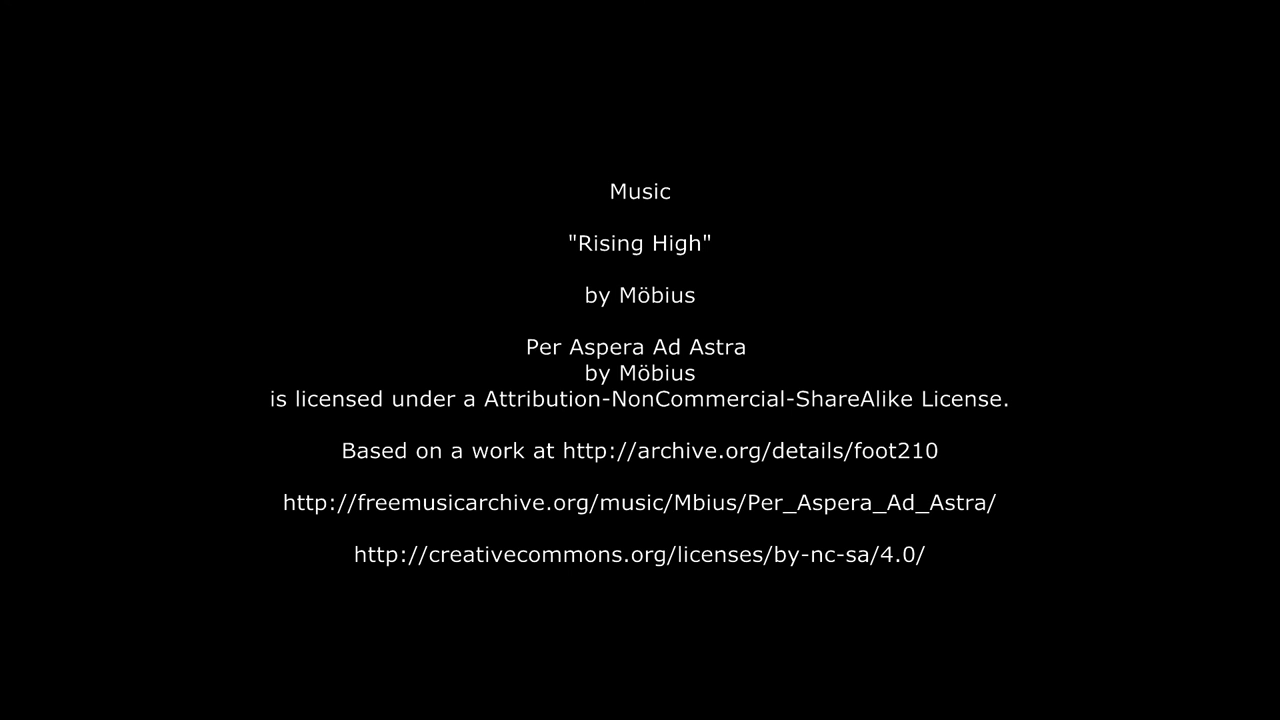 Music
"Rising High"
by Möbius
Per Aspera Ad Astra
by Möbius
is licensed under a Attribution-NonCommercial-ShareAlike License.
Based on a work at http://archive.org/details/foot210
http://freemusicarchive.org/music/Mbius/Per_Aspera_Ad_Astra/
http://creativecommons.org/licenses/by-nc-sa/4.0/